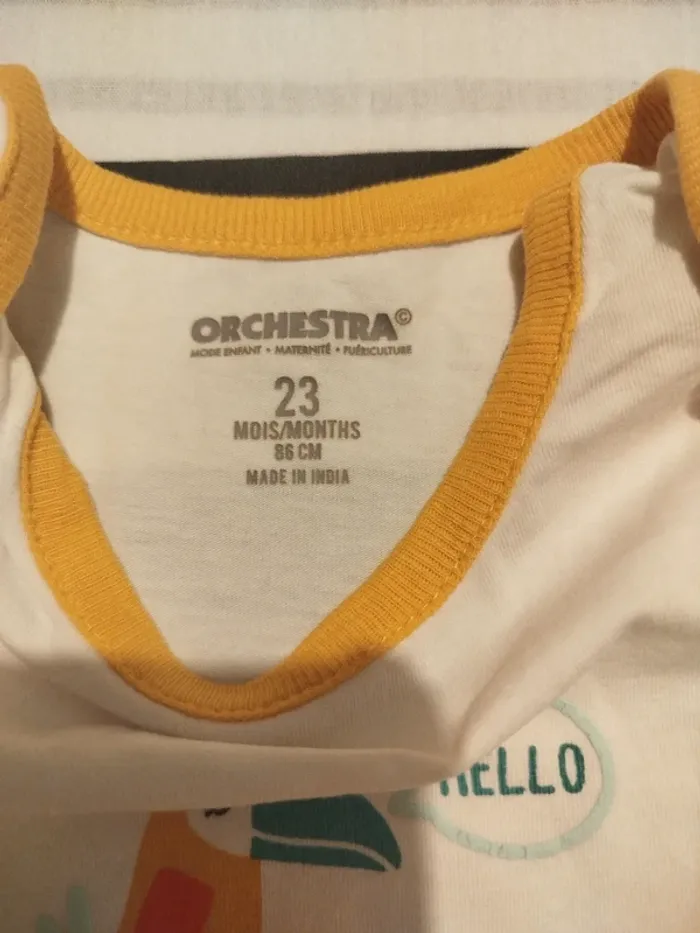 ORCHESTRA©
MODE ENFANT • MATERNITÉ • PUÉRICULTURE
23
MOIS/MONTHS
86 CM
MADE IN INDIA
HELLO